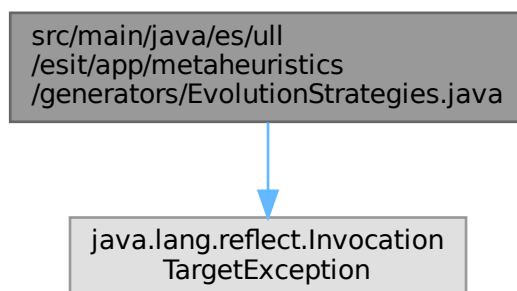 src/main/java/es/ull
/esit/app/metaheuristics
/generators/EvolutionStrategies.java
java.lang.reflect.Invocation
TargetException